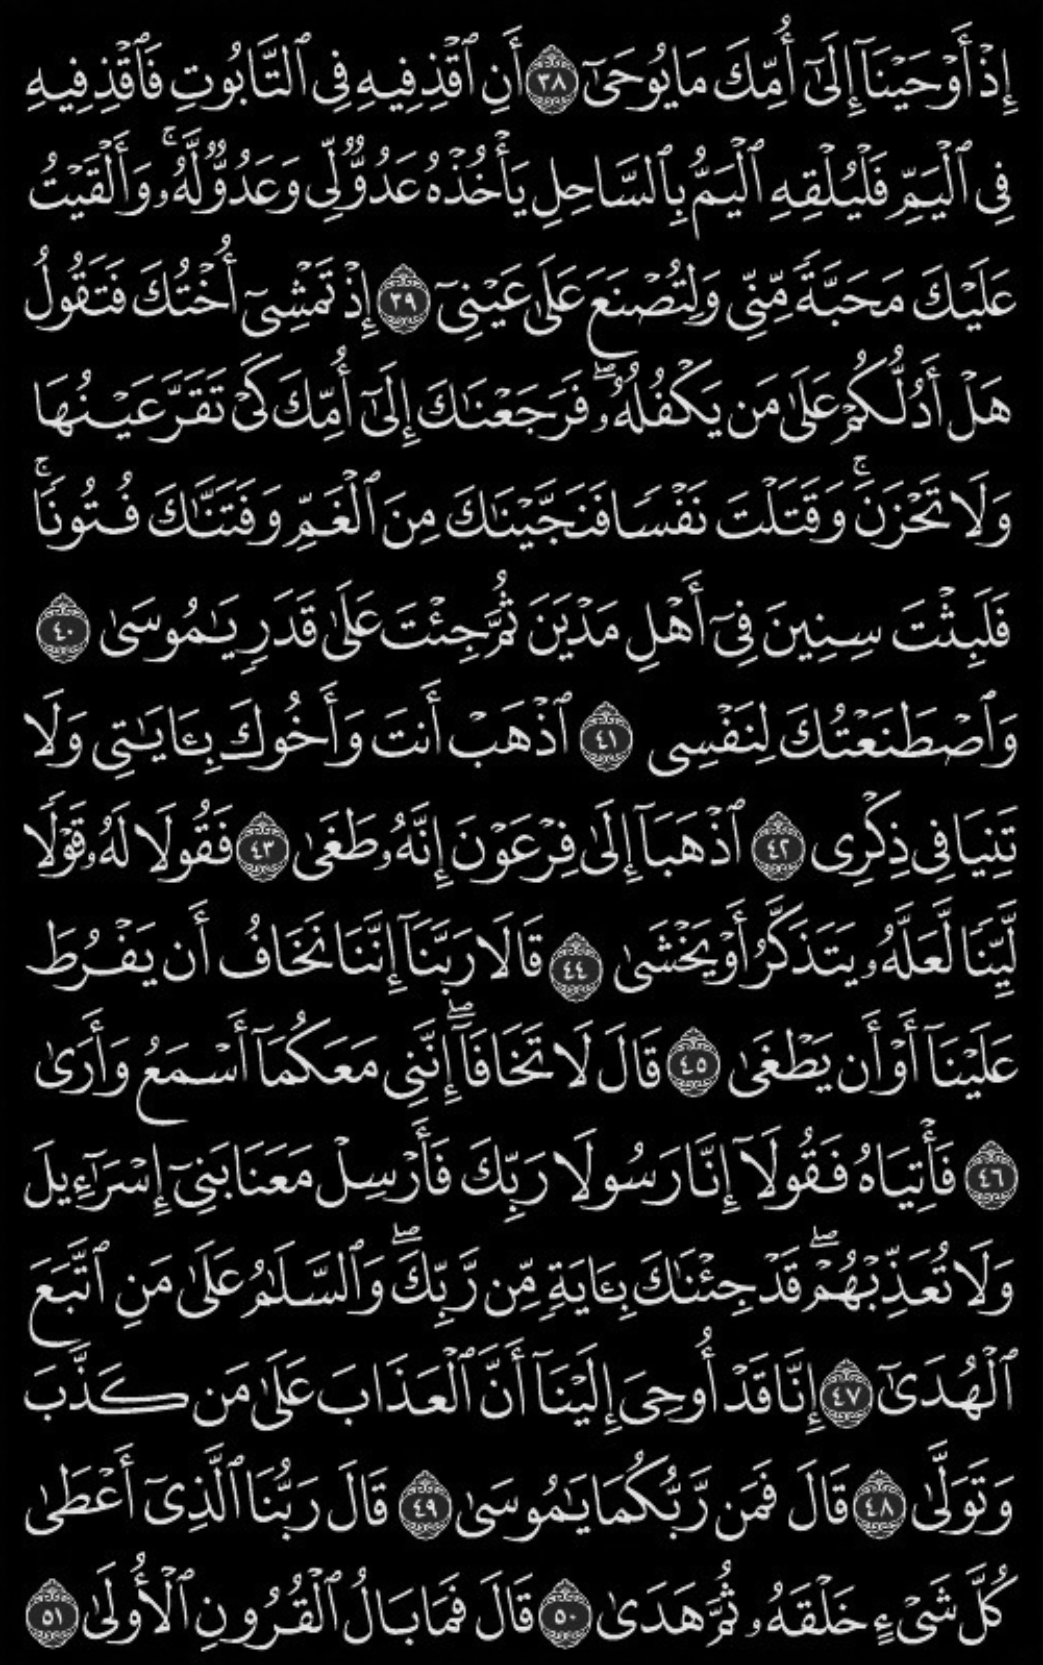 إِذْ أَوْحَيْنَآ إِلَىٰٓ أُمِّكَ مَا يُوحَىٰٓ ٣٨ أَنِ ٱقْذِفِيهِ فِى ٱلتَّابُوتِ فَٱقْذِفِيهِ
فِى ٱلْيَمِّ فَلْيُلْقِهِ ٱلْيَمُّ بِٱلسَّاحِلِ يَأْخُذْهُ عَدُوٌّ لِّى وَعَدُوٌّ لَّهُۥ ۚ وَأَلْقَيْتُ
عَلَيْكَ مَحَبَّةً مِّنِّى وَلِتُصْنَعَ عَلَىٰ عَيْنِىٓ ٣٩ إِذْ تَمْشِىٓ أُخْتُكَ فَتَقُولُ
هَلْ أَدُلُّكُمْ عَلَىٰ مَن يَكْفُلُهُۥ ۖ فَرَجَعْنَـٰكَ إِلَىٰٓ أُمِّكَ كَىْ تَقَرَّ عَيْنُهَا
وَلَا تَحْزَنَ ۚ وَقَتَلْتَ نَفْسًا فَنَجَّيْنَـٰكَ مِنَ ٱلْغَمِّ وَفَتَنَّـٰكَ فُتُونًا ۚ
فَلَبِثْتَ سِنِينَ فِىٓ أَهْلِ مَدْيَنَ ثُمَّ جِئْتَ عَلَىٰ قَدَرٍ يَـٰمُوسَىٰ ٤٠
وَٱصْطَنَعْتُكَ لِنَفْسِى ٤١ ٱذْهَبْ أَنتَ وَأَخُوكَ بِـَٔايَـٰتِى وَلَا
تَنِيَا فِى ذِكْرِى ٤٢ ٱذْهَبَآ إِلَىٰ فِرْعَوْنَ إِنَّهُۥ طَغَىٰ ٤٣ فَقُولَا لَهُۥ قَوْلًا
لَّيِّنًا لَّعَلَّهُۥ يَتَذَكَّرُ أَوْ يَخْشَىٰ ٤٤ قَالَا رَبَّنَآ إِنَّنَا نَخَافُ أَن يَفْرُطَ
عَلَيْنَآ أَوْ أَن يَطْغَىٰ ٤٥ قَالَ لَا تَخَافَآ ۖ إِنَّنِى مَعَكُمَآ أَسْمَعُ وَأَرَىٰ
٤٦ فَأْتِيَاهُ فَقُولَآ إِنَّا رَسُولَا رَبِّكَ فَأَرْسِلْ مَعَنَا بَنِىٓ إِسْرَٰٓءِيلَ
وَلَا تُعَذِّبْهُمْ ۖ قَدْ جِئْنَـٰكَ بِـَٔايَةٍ مِّن رَّبِّكَ ۖ وَٱلسَّلَـٰمُ عَلَىٰ مَنِ ٱتَّبَعَ
ٱلْهُدَىٰٓ ٤٧ إِنَّا قَدْ أُوحِىَ إِلَيْنَآ أَنَّ ٱلْعَذَابَ عَلَىٰ مَن كَذَّبَ
وَتَوَلَّىٰ ٤٨ قَالَ فَمَن رَّبُّكُمَا يَـٰمُوسَىٰ ٤٩ قَالَ رَبُّنَا ٱلَّذِىٓ أَعْطَىٰ
كُلَّ شَىْءٍ خَلْقَهُۥ ثُمَّ هَدَىٰ ٥٠ قَالَ فَمَا بَالُ ٱلْقُرُونِ ٱلْأُولَىٰ ٥١